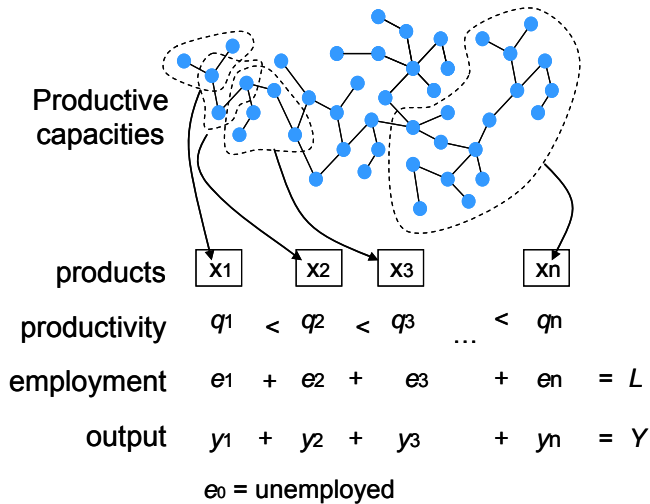 Productive
capacities
products x1 x2 x3 xn
productivity q1 < q2 < q3 ... < qn
employment e1 + e2 + e3 + en = L
output y1 + y2 + y3 + yn = Y
e0 = unemployed